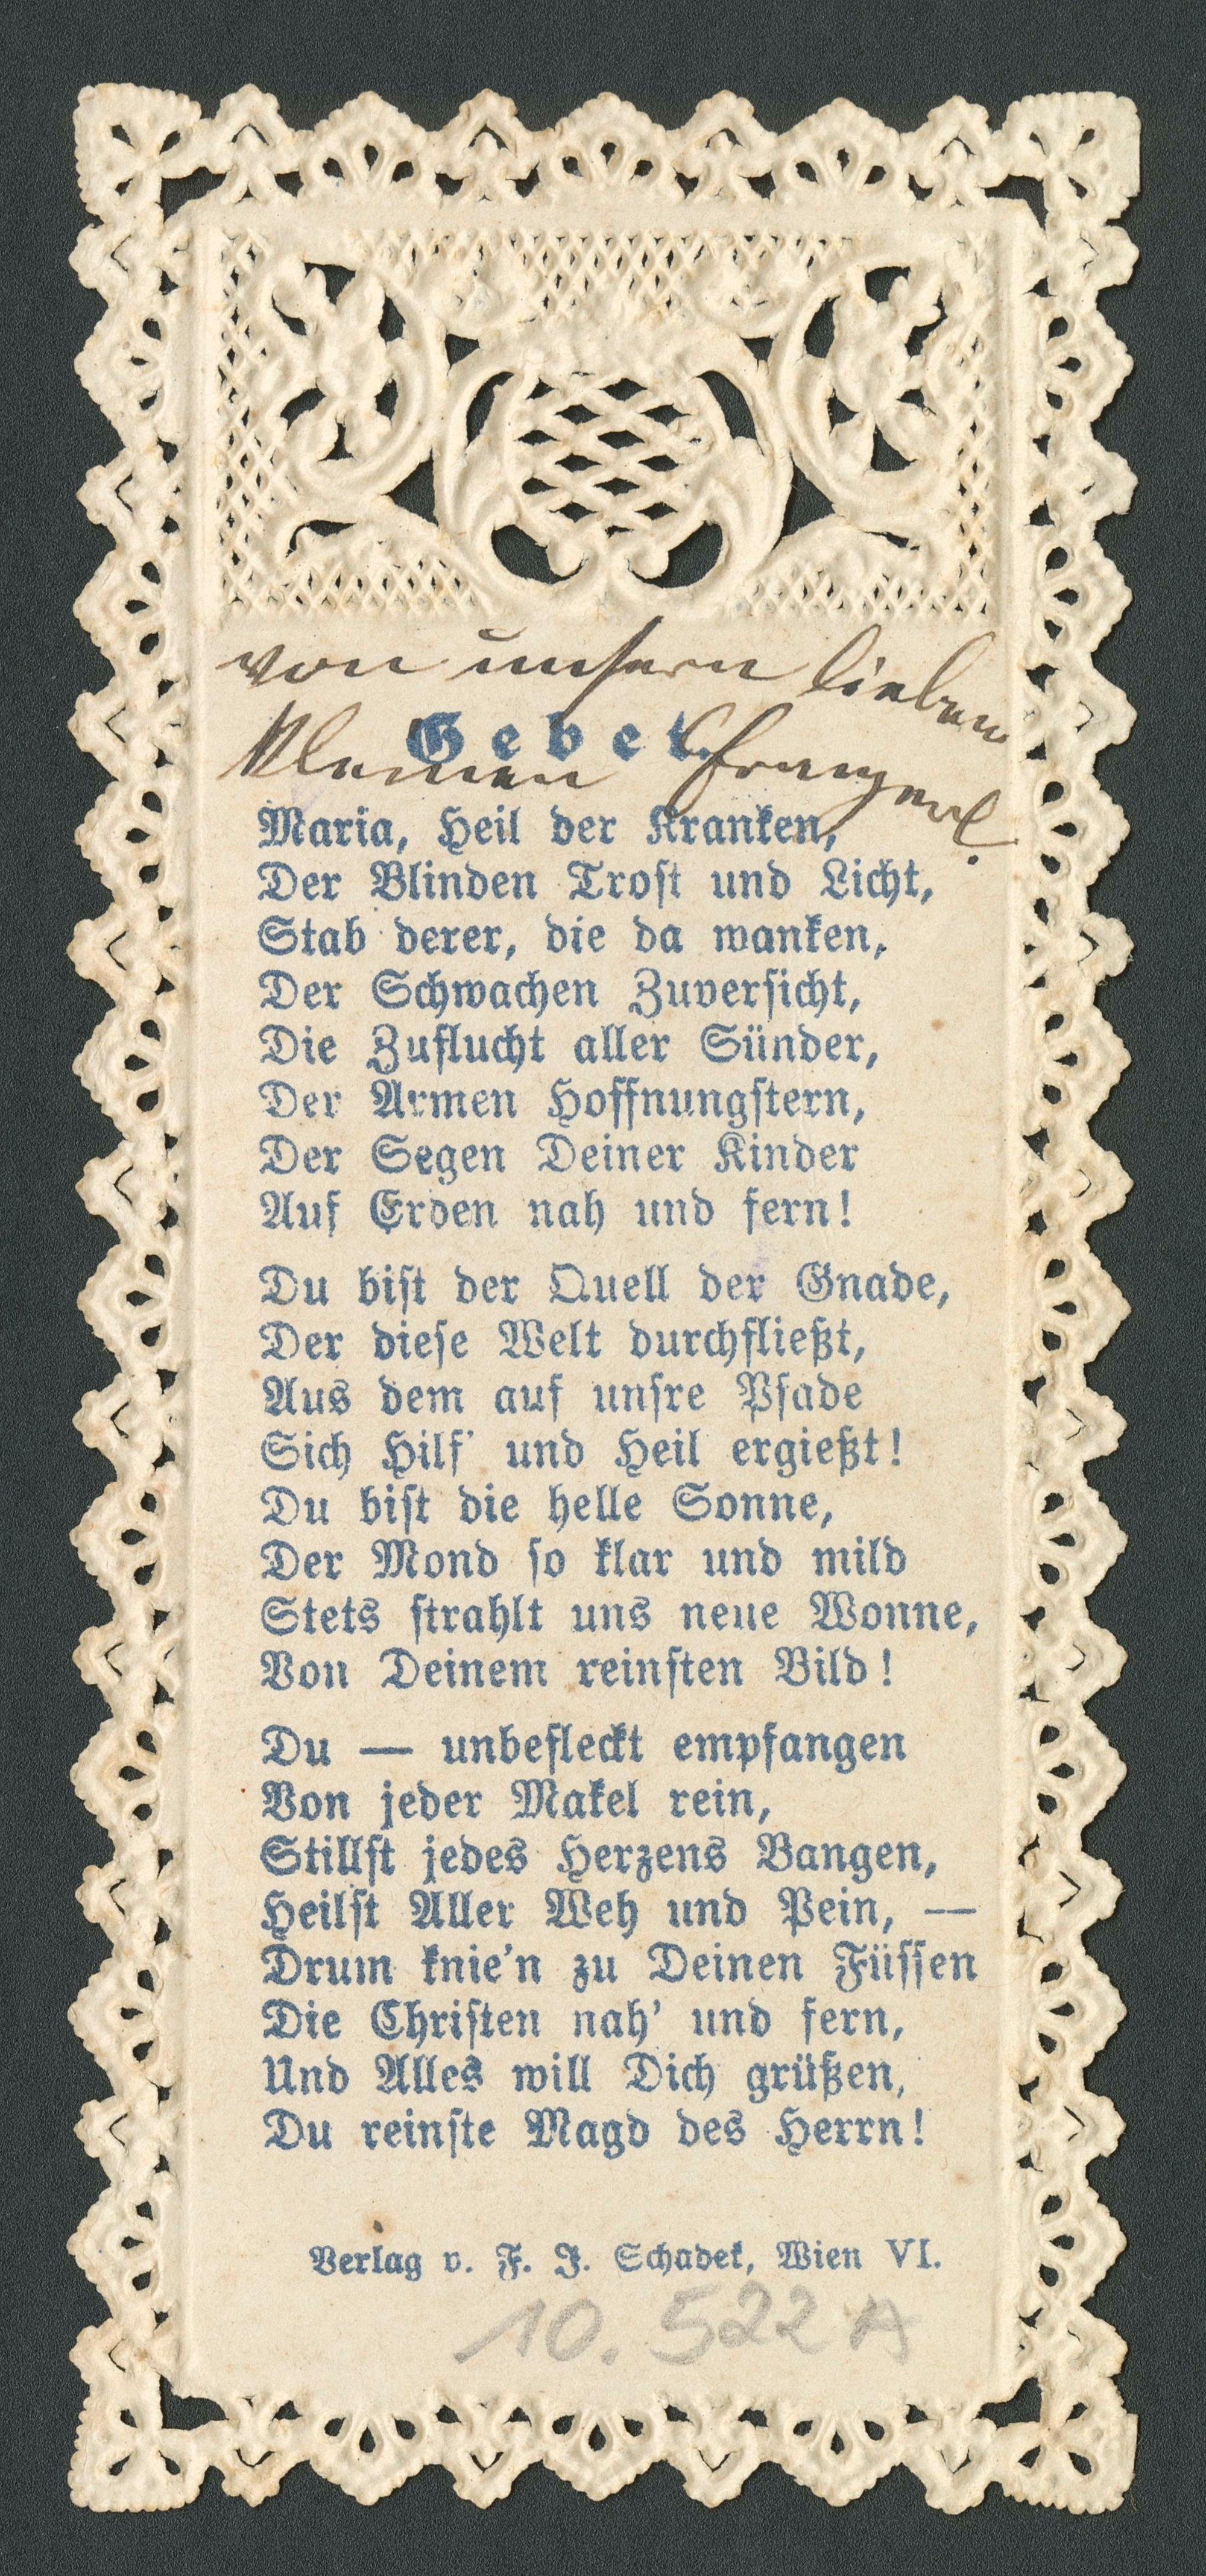 von unsern lieben
kleinen Franzerl.
Gebet.
Maria, Heil der Kranken,
Der Blinden Trost und Licht,
Stab derer, die da wanken,
Der Schwachen Zuversicht,
Die Zuflucht aller Sünder,
Der Armen Hoffnungstern,
Der Segen Deiner Kinder
Auf Erden nah und fern!
Du bist der Quell der Gnade,
Der diese Welt durchfließt,
Aus dem auf unsre Pfade
Sich Hilf' und Heil ergießt!
Du bist die helle Sonne,
Der Mond so klar und mild
Stets strahlt uns neue Wonne,
Von Deinem reinsten Bild!
Du — unbefleckt empfangen
Von jeder Makel rein,
Stillst jedes Herzens Bangen,
Heilst Aller Weh und Pein, —
Drum knie'n zu Deinen Füssen
Die Christen nah' und fern,
Und Alles will Dich grüßen,
Du reinste Magd des Herrn!
Verlag v. F. J. Schadek, Wien VI.
10.522 A